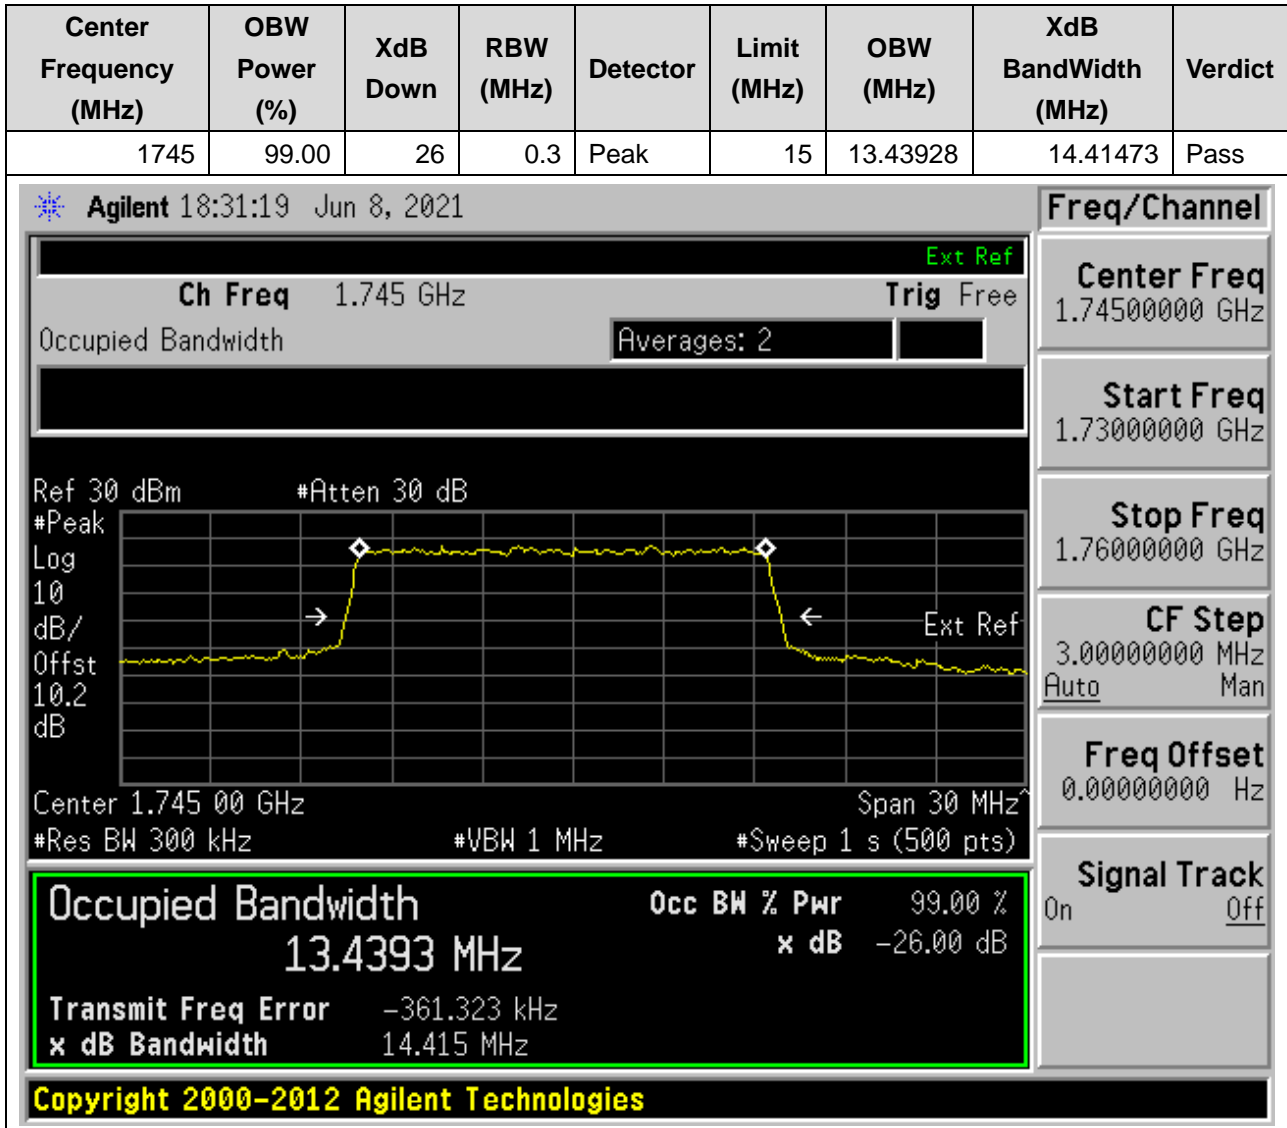 Center Frequency (MHz) OBW Power (%) XdB Down RBW (MHz) Detector Limit (MHz) OBW (MHz) XdB BandWidth (MHz) Verdict
1745 99.00 26 0.3 Peak 15 13.43928 14.41473 Pass
Agilent 18:31:19 Jun 8, 2021
Ext Ref
Ch Freq 1.745 GHz Trig Free
Occupied Bandwidth Averages: 2
Ref 30 dBm #Atten 30 dB
#Peak
Log
10
dB/
Offst
10.2
dB
Ext Ref
Center 1.745 00 GHz Span 30 MHz^
#Res BW 300 kHz #VBW 1 MHz #Sweep 1 s (500 pts)
Occupied Bandwidth Occ BW % Pwr 99.00 %
13.4393 MHz x dB -26.00 dB
Transmit Freq Error -361.323 kHz
x dB Bandwidth 14.415 MHz
Freq/Channel
Center Freq
1.74500000 GHz
Start Freq
1.73000000 GHz
Stop Freq
1.76000000 GHz
CF Step
3.00000000 MHz
Auto Man
Freq Offset
0.00000000 Hz
Signal Track
On Off
Copyright 2000-2012 Agilent Technologies